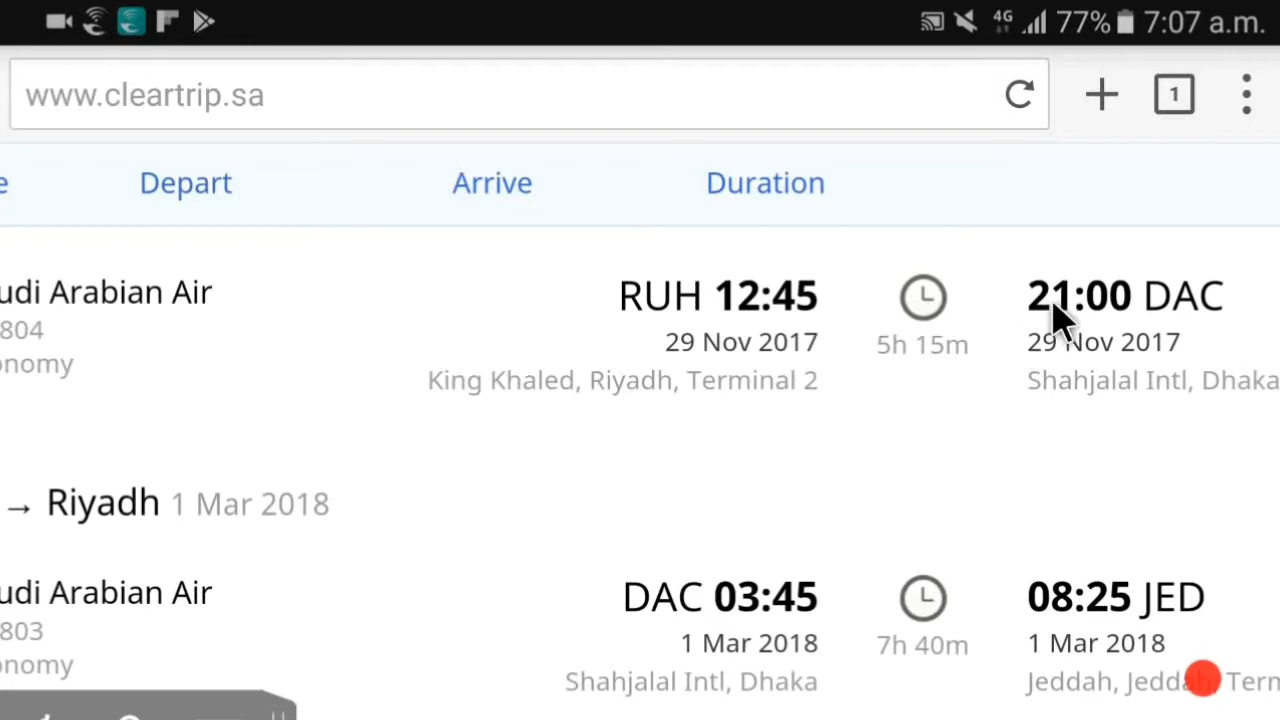 4G 77% 7:07 a.m.
www.cleartrip.sa 1
e Depart Arrive Duration
udi Arabian Air RUH 12:45 21:00 DAC
804 29 Nov 2017 5h 15m 29 Nov 2017
onomy King Khaled, Riyadh, Terminal 2 Shahjalal Intl, Dhaka
→ Riyadh 1 Mar 2018
udi Arabian Air DAC 03:45 08:25 JED
803 1 Mar 2018 7h 40m 1 Mar 2018
onomy Shahjalal Intl, Dhaka Jeddah, Jeddah, Term